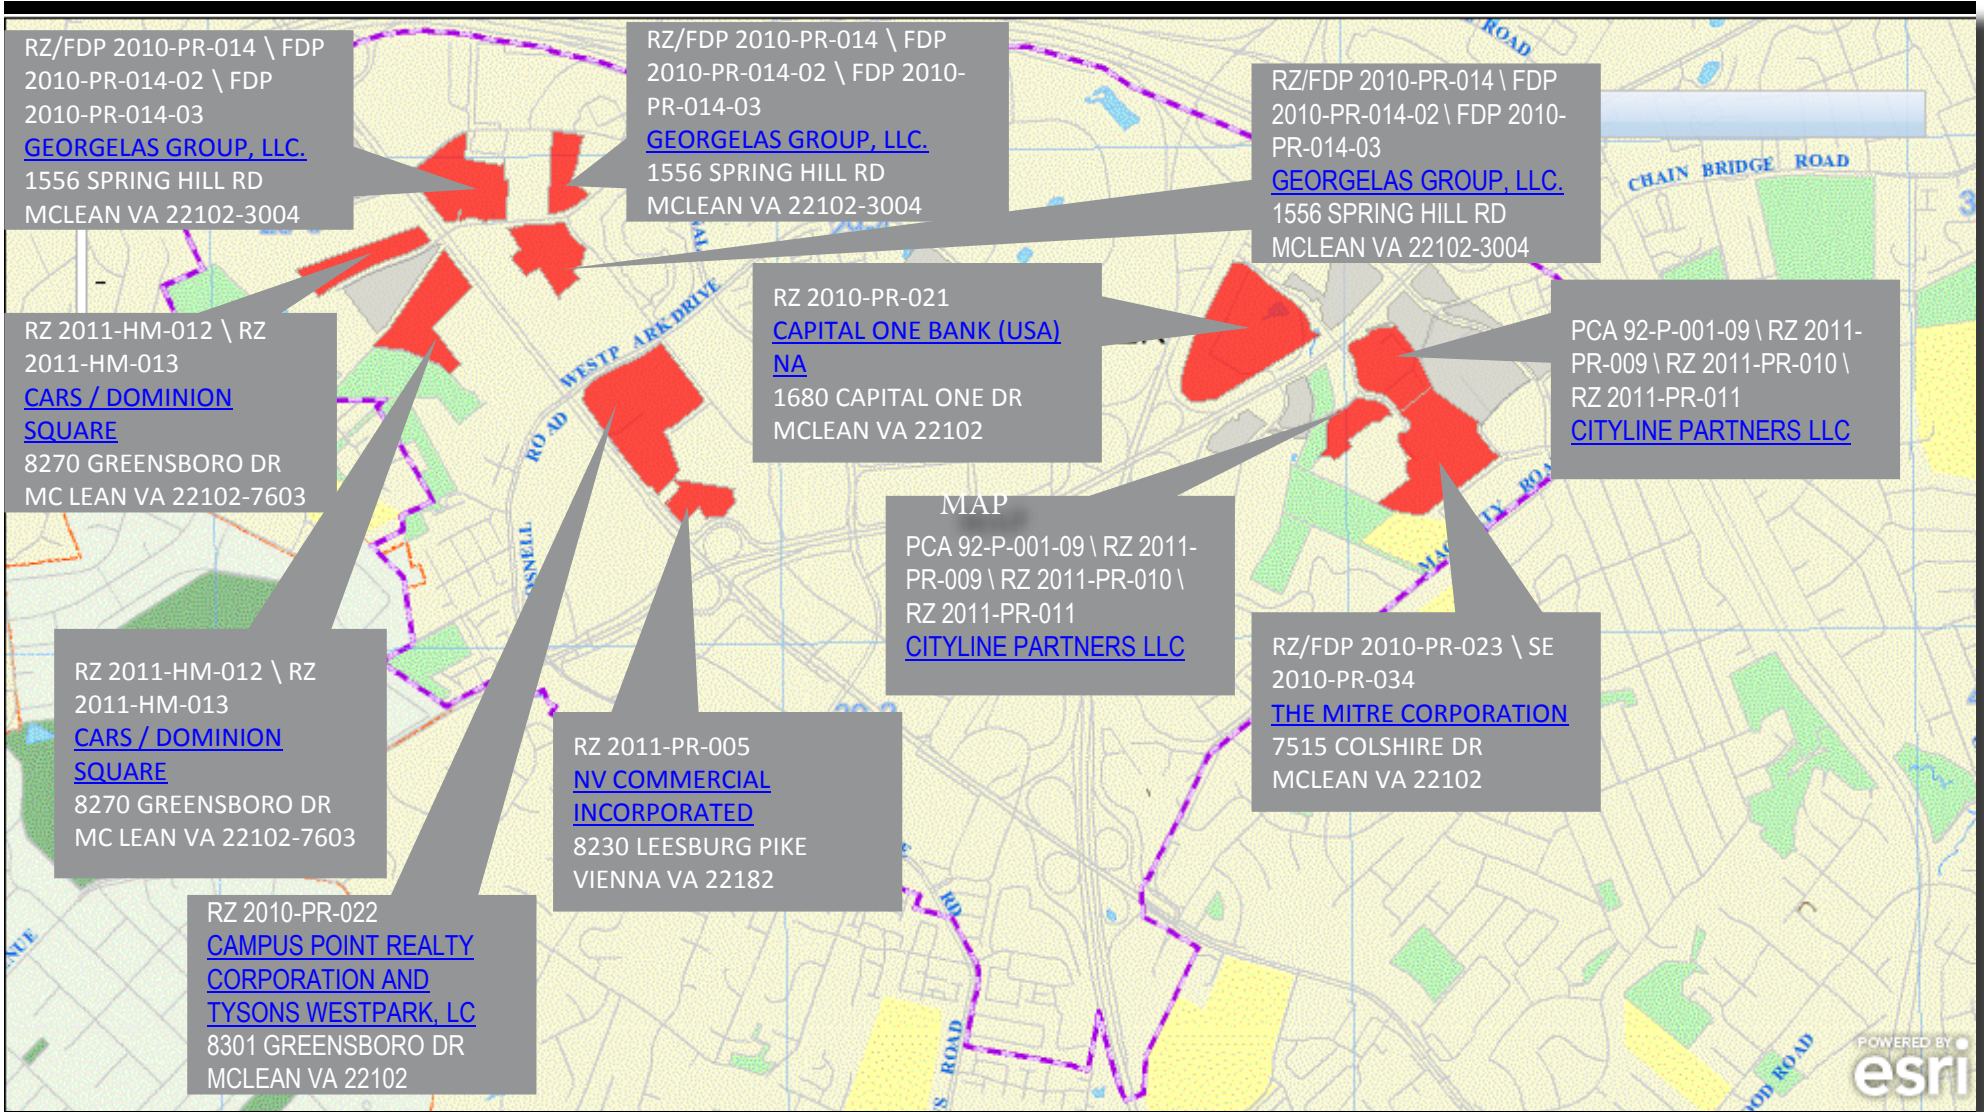 RZ/FDP 2010-PR-014 \ FDP
2010-PR-014-02 \ FDP
2010-PR-014-03
GEORGELAS GROUP, LLC.
1556 SPRING HILL RD
MCLEAN VA 22102-3004
RZ/FDP 2010-PR-014 \ FDP
2010-PR-014-02 \ FDP 2010-
PR-014-03
GEORGELAS GROUP, LLC.
1556 SPRING HILL RD
MCLEAN VA 22102-3004
RZ/FDP 2010-PR-014 \ FDP
2010-PR-014-02 \ FDP 2010-
PR-014-03
GEORGELAS GROUP, LLC.
1556 SPRING HILL RD
MCLEAN VA 22102-3004
ROAD
CHAIN BRIDGE ROAD
RZ 2011-HM-012 \ RZ
2011-HM-013
CARS / DOMINION
SQUARE
8270 GREENSBORO DR
MC LEAN VA 22102-7603
WESTP ARK DRIVE
ROAD
RZ 2010-PR-021
CAPITAL ONE BANK (USA)
NA
1680 CAPITAL ONE DR
MCLEAN VA 22102
PCA 92-P-001-09 \ RZ 2011-
PR-009 \ RZ 2011-PR-010 \
RZ 2011-PR-011
CITYLINE PARTNERS LLC
MAP
PCA 92-P-001-09 \ RZ 2011-
PR-009 \ RZ 2011-PR-010 \
RZ 2011-PR-011
CITYLINE PARTNERS LLC
RZ 2011-HM-012 \ RZ
2011-HM-013
CARS / DOMINION
SQUARE
8270 GREENSBORO DR
MC LEAN VA 22102-7603
RZ 2011-PR-005
NV COMMERCIAL
INCORPORATED
8230 LEESBURG PIKE
VIENNA VA 22182
RZ/FDP 2010-PR-023 \ SE
2010-PR-034
THE MITRE CORPORATION
7515 COLSHIRE DR
MCLEAN VA 22102
RZ 2010-PR-022
CAMPUS POINT REALTY
CORPORATION AND
TYSONS WESTPARK, LC
8301 GREENSBORO DR
MCLEAN VA 22102
RD
ROAD
POWERED BY
esri